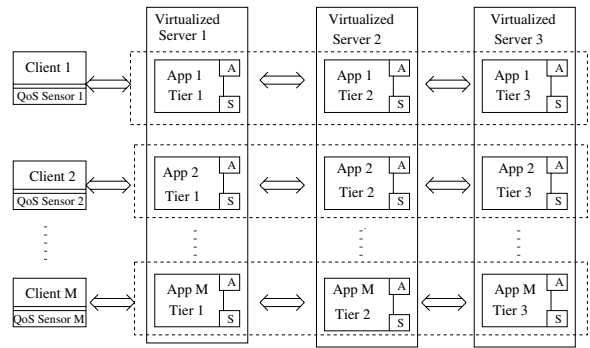 Virtualized
Server 1
Virtualized
Server 2
Virtualized
Server 3
Client 1
QoS Sensor 1
App 1
Tier 1
A
S
App 1
Tier 2
A
S
App 1
Tier 3
A
S
Client 2
QoS Sensor 2
App 2
Tier 1
A
S
App 2
Tier 2
A
S
App 2
Tier 3
A
S
Client M
QoS Sensor M
App M
Tier 1
A
S
App M
Tier 2
A
S
App M
Tier 3
A
S